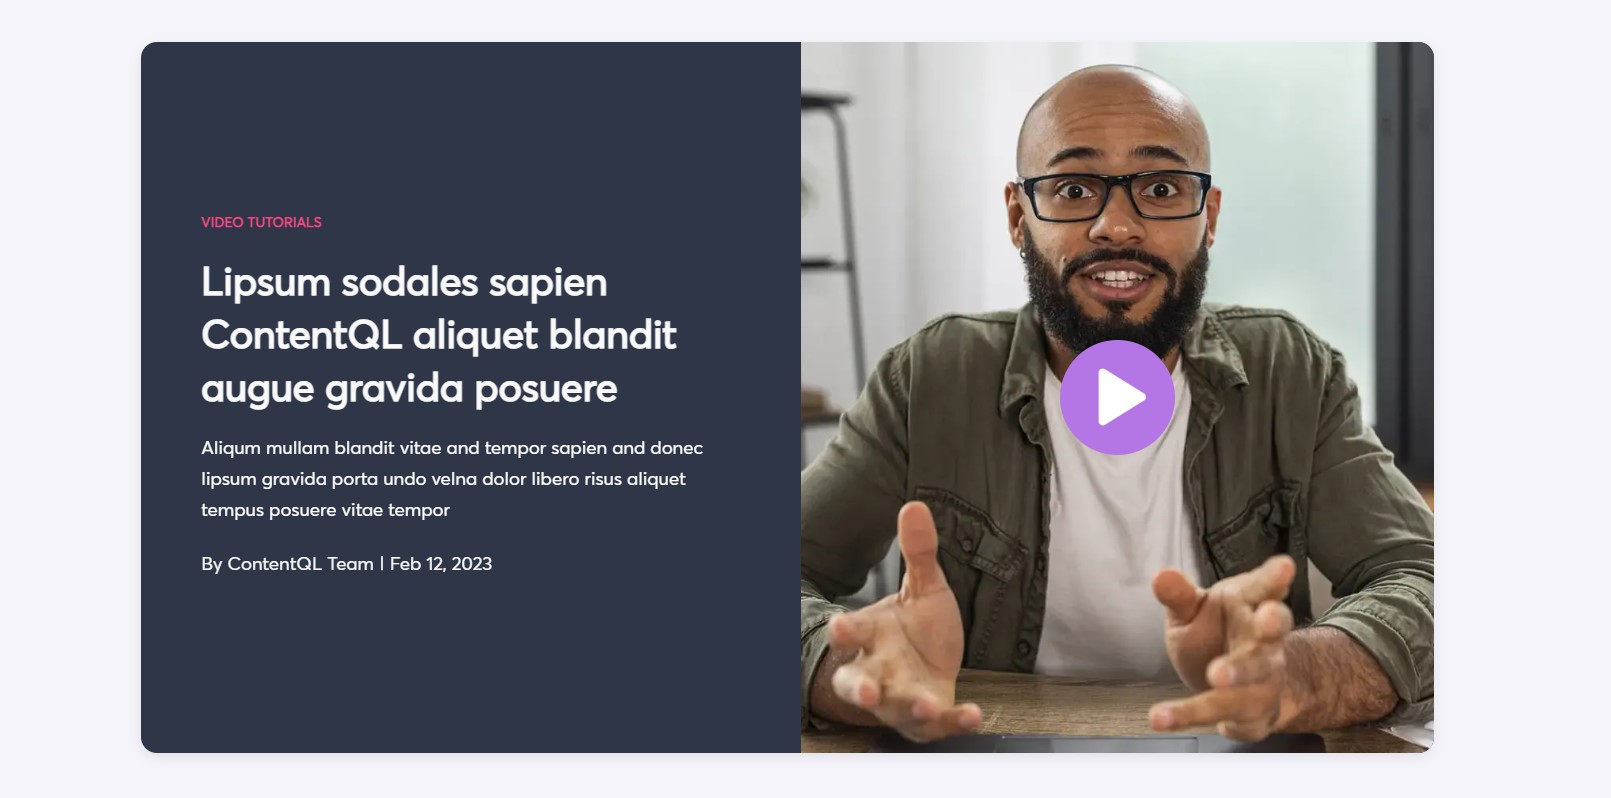 VIDEO TUTORIALS
Lipsum sodales sapien
ContentQL aliquet blandit
augue gravida posuere
Aliqum mullam blandit vitae and tempor sapien and donec
lipsum gravida porta undo velna dolor libero risus aliquet
tempus posuere vitae tempor
By ContentQL Team | Feb 12, 2023